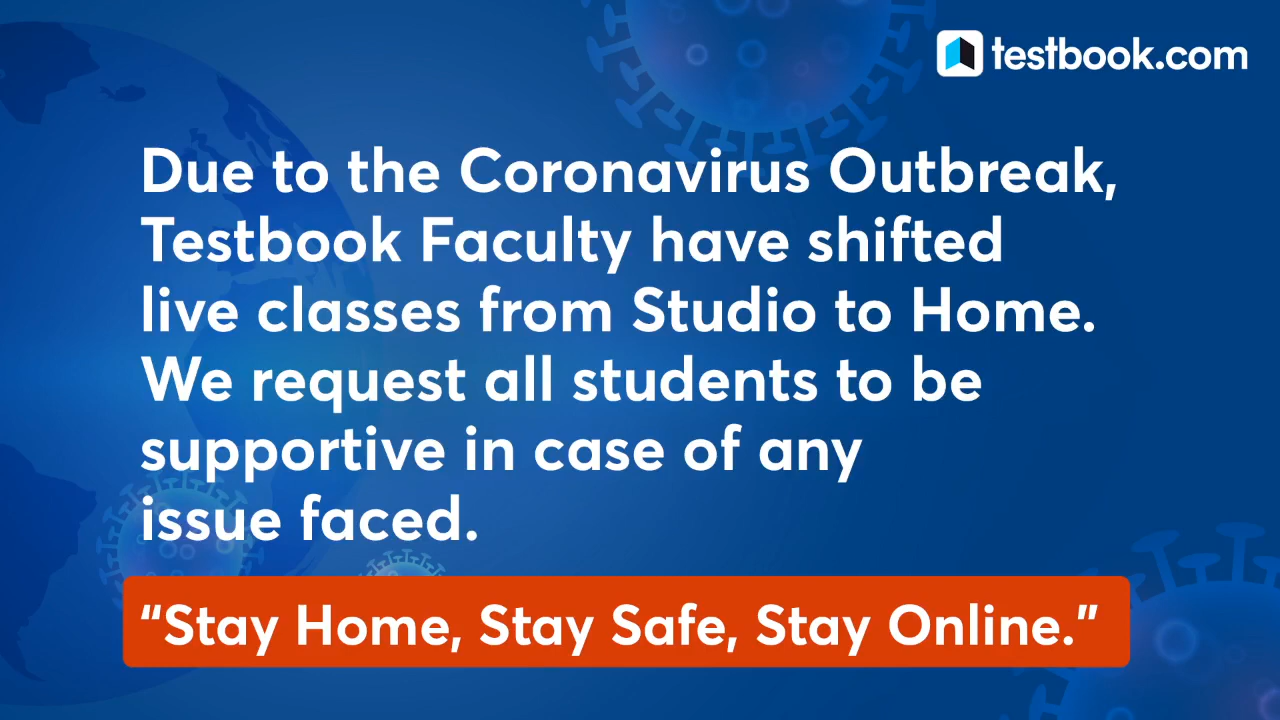 testbook.com
Due to the Coronavirus Outbreak,
Testbook Faculty have shifted
live classes from Studio to Home.
We request all students to be
supportive in case of any
issue faced.
“Stay Home, Stay Safe, Stay Online.”